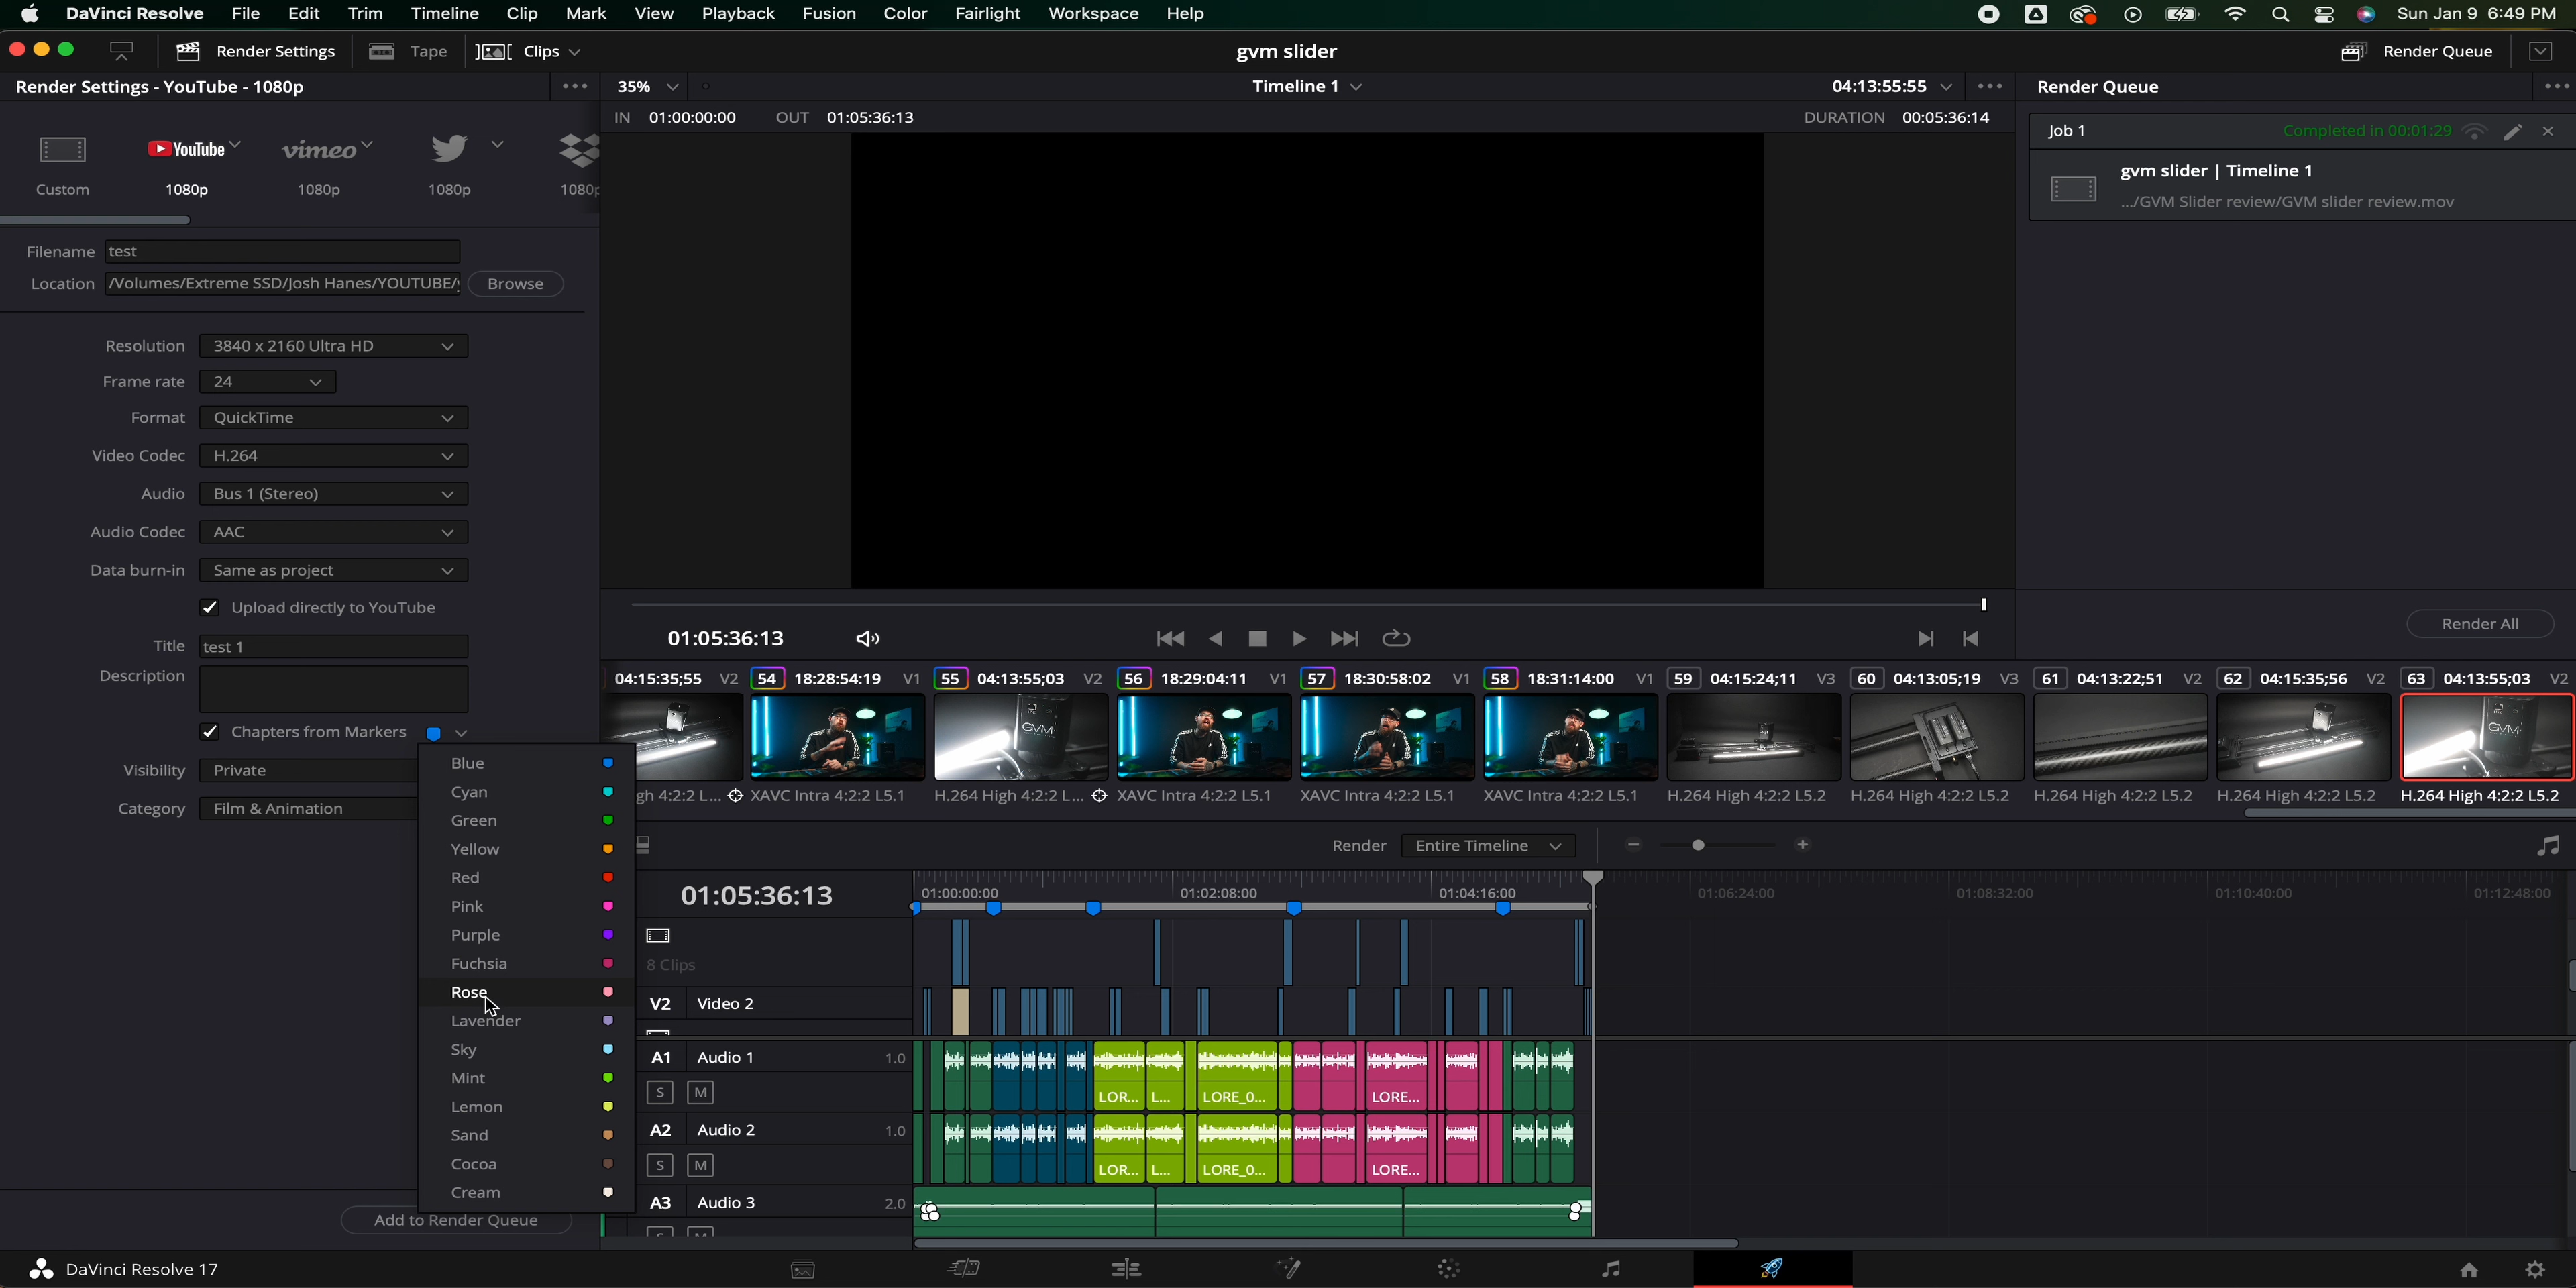 DaVinci Resolve File Edit Trim Timeline Clip Mark View Playback Fusion Color Fairlight Workspace Help Sun Jan 9 6:49 PM
Render Settings Tape Clips gvm slider Render Queue
Render Settings - YouTube - 1080p 35% Timeline 1 04:13:55:55 Render Queue
IN 01:00:00:00 OUT 01:05:36:13 DURATION 00:05:36:14
Job 1 Completed in 00:01:29
YouTube vimeo
gvm slider | Timeline 1
Custom 1080p 1080p 1080p 1080p
.../GVM Slider review/GVM slider review.mov
Filename test
Location /Volumes/Extreme SSD/Josh Hanes/YOUTUBE/ Browse
Resolution 3840 x 2160 Ultra HD
Frame rate 24
Format QuickTime
Video Codec H.264
Audio Bus 1 (Stereo)
Audio Codec AAC
Data burn-in Same as project
Upload directly to YouTube
Render All
01:05:36:13
Title test 1
Description
04:15:35;55 V2 54 18:28:54:19 V1 55 04:13:55;03 V2 56 18:29:04:11 V1 57 18:30:58:02 V1 58 18:31:14:00 V1 59 04:15:24;11 V3 60 04:13:05;19 V3 61 04:13:22;51 V2 62 04:15:35;56 V2 63 04:13:55;03 V2
GVM GVM
Chapters from Markers
Visibility Private
gh 4:2:2 L... XAVC Intra 4:2:2 L5.1 H.264 High 4:2:2 L... XAVC Intra 4:2:2 L5.1 XAVC Intra 4:2:2 L5.1 XAVC Intra 4:2:2 L5.1 H.264 High 4:2:2 L5.2 H.264 High 4:2:2 L5.2 H.264 High 4:2:2 L5.2 H.264 High 4:2:2 L5.2 H.264 High 4:2:2 L5.2
Category Film & Animation
Blue
Cyan
Green
Yellow
Red
Pink
Purple
Fuchsia
Rose
Lavender
Sky
Mint
Lemon
Sand
Cocoa
Cream
Add to Render Queue
Render Entire Timeline
01:05:36:13 01:00:00:00 01:02:08:00 01:04:16:00 01:06:24:00 01:08:32:00 01:10:40:00 01:12:48:00
8 Clips
V2 Video 2
A1 Audio 1 1.0
S M LOR... L... LORE_0... LORE...
A2 Audio 2 1.0
S M LOR... L... LORE_0... LORE...
A3 Audio 3 2.0
S M
DaVinci Resolve 17